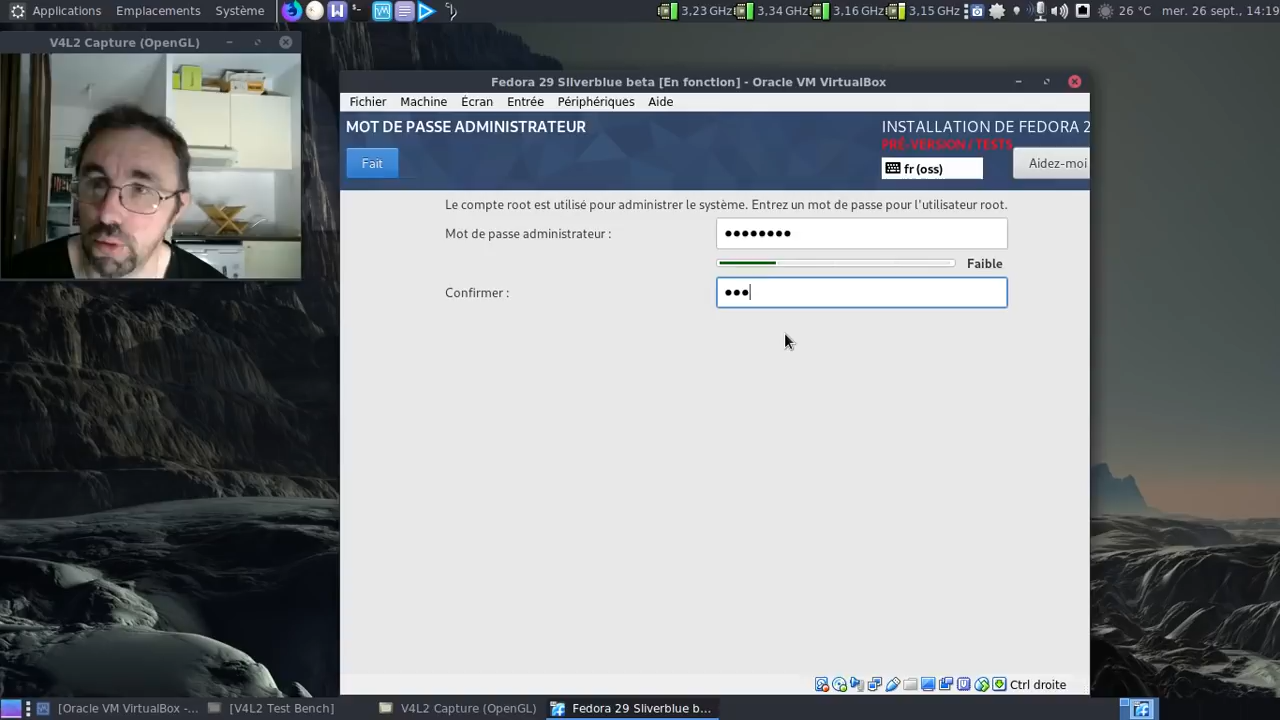 Applications Emplacements Système 3,23 GHz 3,34 GHz 3,16 GHz 3,15 GHz 26 °C mer. 26 sept., 14:19
V4L2 Capture (OpenGL)
Fedora 29 Sliverblue beta [En fonction] - Oracle VM VirtualBox
Fichier Machine Écran Entrée Périphériques Aide
MOT DE PASSE ADMINISTRATEUR INSTALLATION DE FEDORA 2
PRÉ-VERSION / TESTS
Fait fr (oss) Aidez-moi
Le compte root est utilisé pour administrer le système. Entrez un mot de passe pour l'utilisateur root.
Mot de passe administrateur : ●●●●●●●●
Faible
Confirmer : ●●●
Ctrl droite
[Oracle VM VirtualBox -... [V4L2 Test Bench] V4L2 Capture (OpenGL) Fedora 29 Sliverblue b...